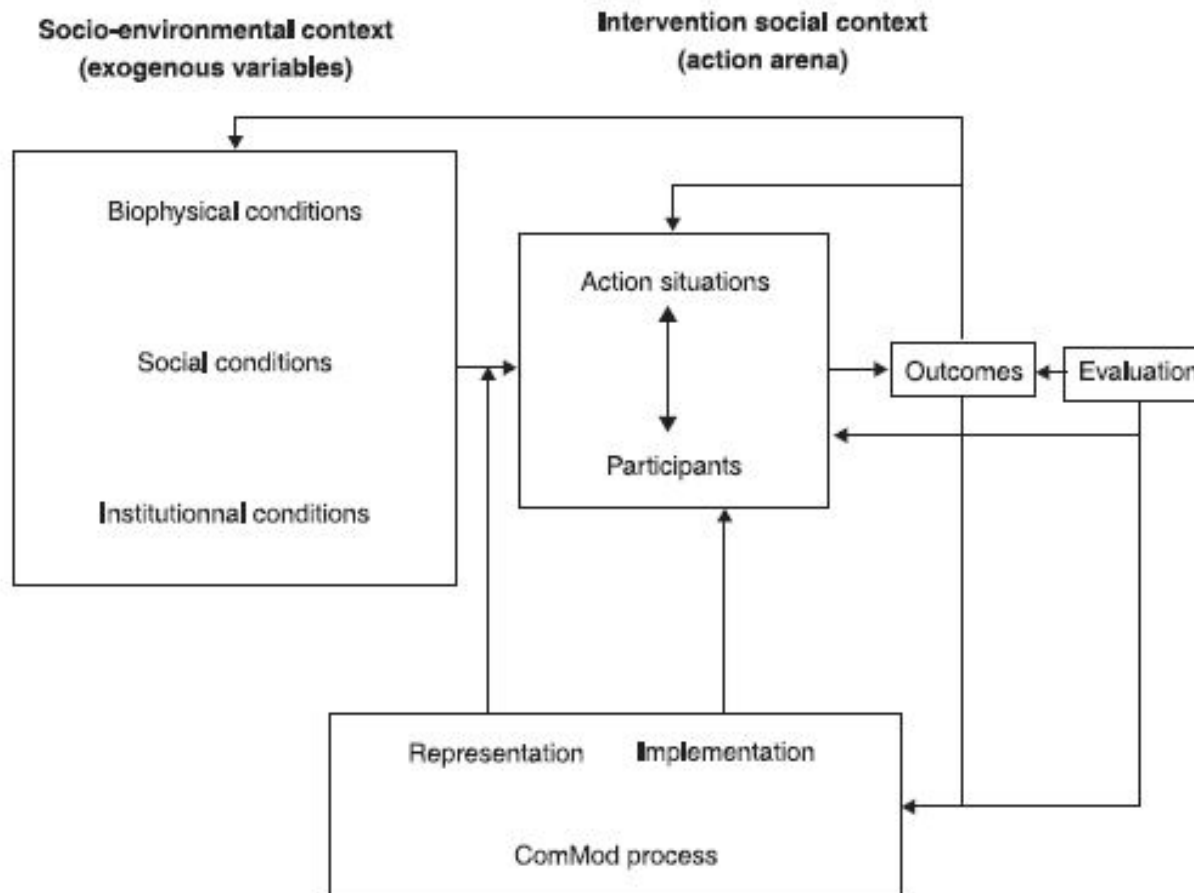 Socio-environmental context
(exogenous variables)
Intervention social context
(action arena)
Biophysical conditions
Social conditions
Institutionnal conditions
Action situations
Participants
Outcomes
Evaluation
Representation
Implementation
ComMod process